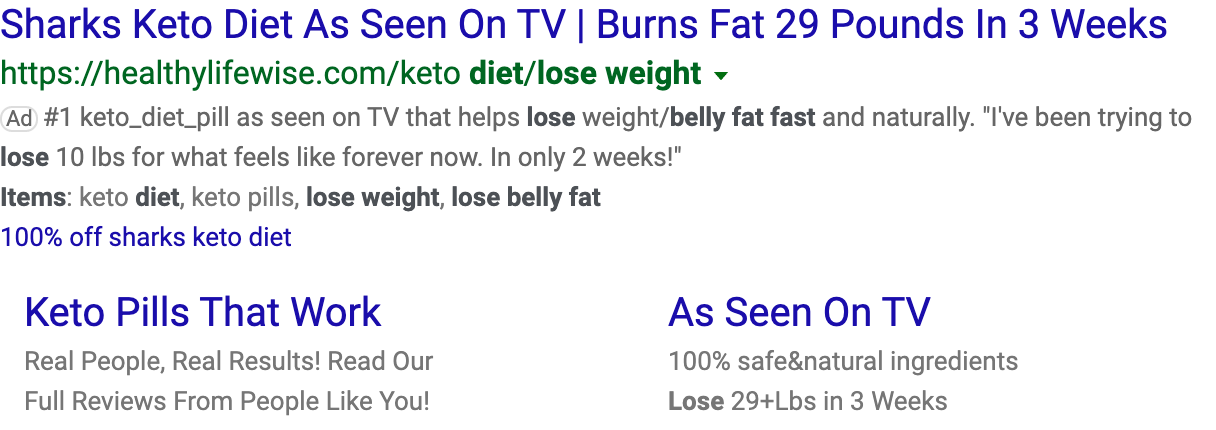 Sharks Keto Diet As Seen On TV | Burns Fat 29 Pounds In 3 Weeks
https://healthylifewise.com/keto diet/lose weight
Ad #1 keto_diet_pill as seen on TV that helps lose weight/belly fat fast and naturally. "I've been trying to
lose 10 lbs for what feels like forever now. In only 2 weeks!"
Items: keto diet, keto pills, lose weight, lose belly fat
100% off sharks keto diet
Keto Pills That Work
Real People, Real Results! Read Our
Full Reviews From People Like You!
As Seen On TV
100% safe&natural ingredients
Lose 29+Lbs in 3 Weeks